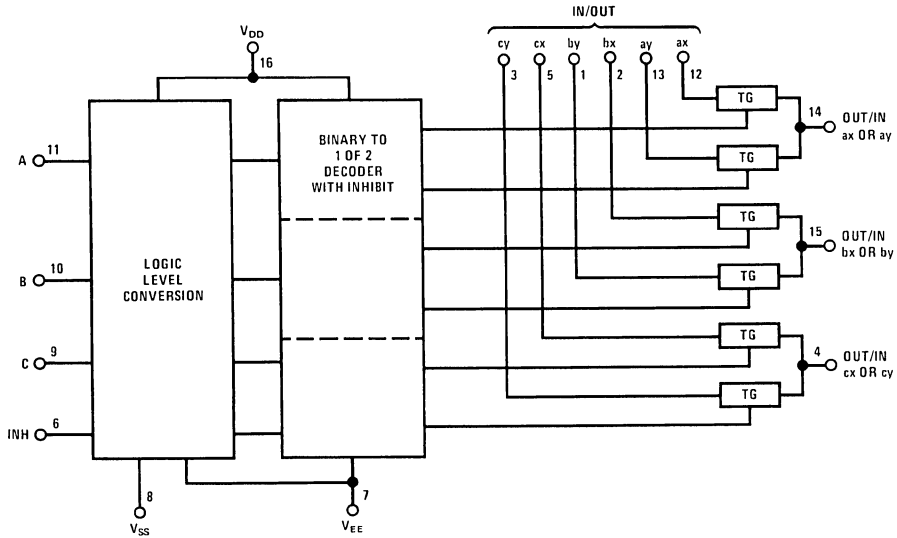 IN/OUT
cy cx by bx ay ax
3 5 1 2 13 12
VDD
16
A 11
B 10
C 9
INH 6
LOGIC
LEVEL
CONVERSION
BINARY TO
1 OF 2
DECODER
WITH INHIBIT
TG
TG
TG
TG
TG
TG
14 OUT/IN
ax OR ay
15 OUT/IN
bx OR by
4 OUT/IN
cx OR cy
8
VSS
7
VEE